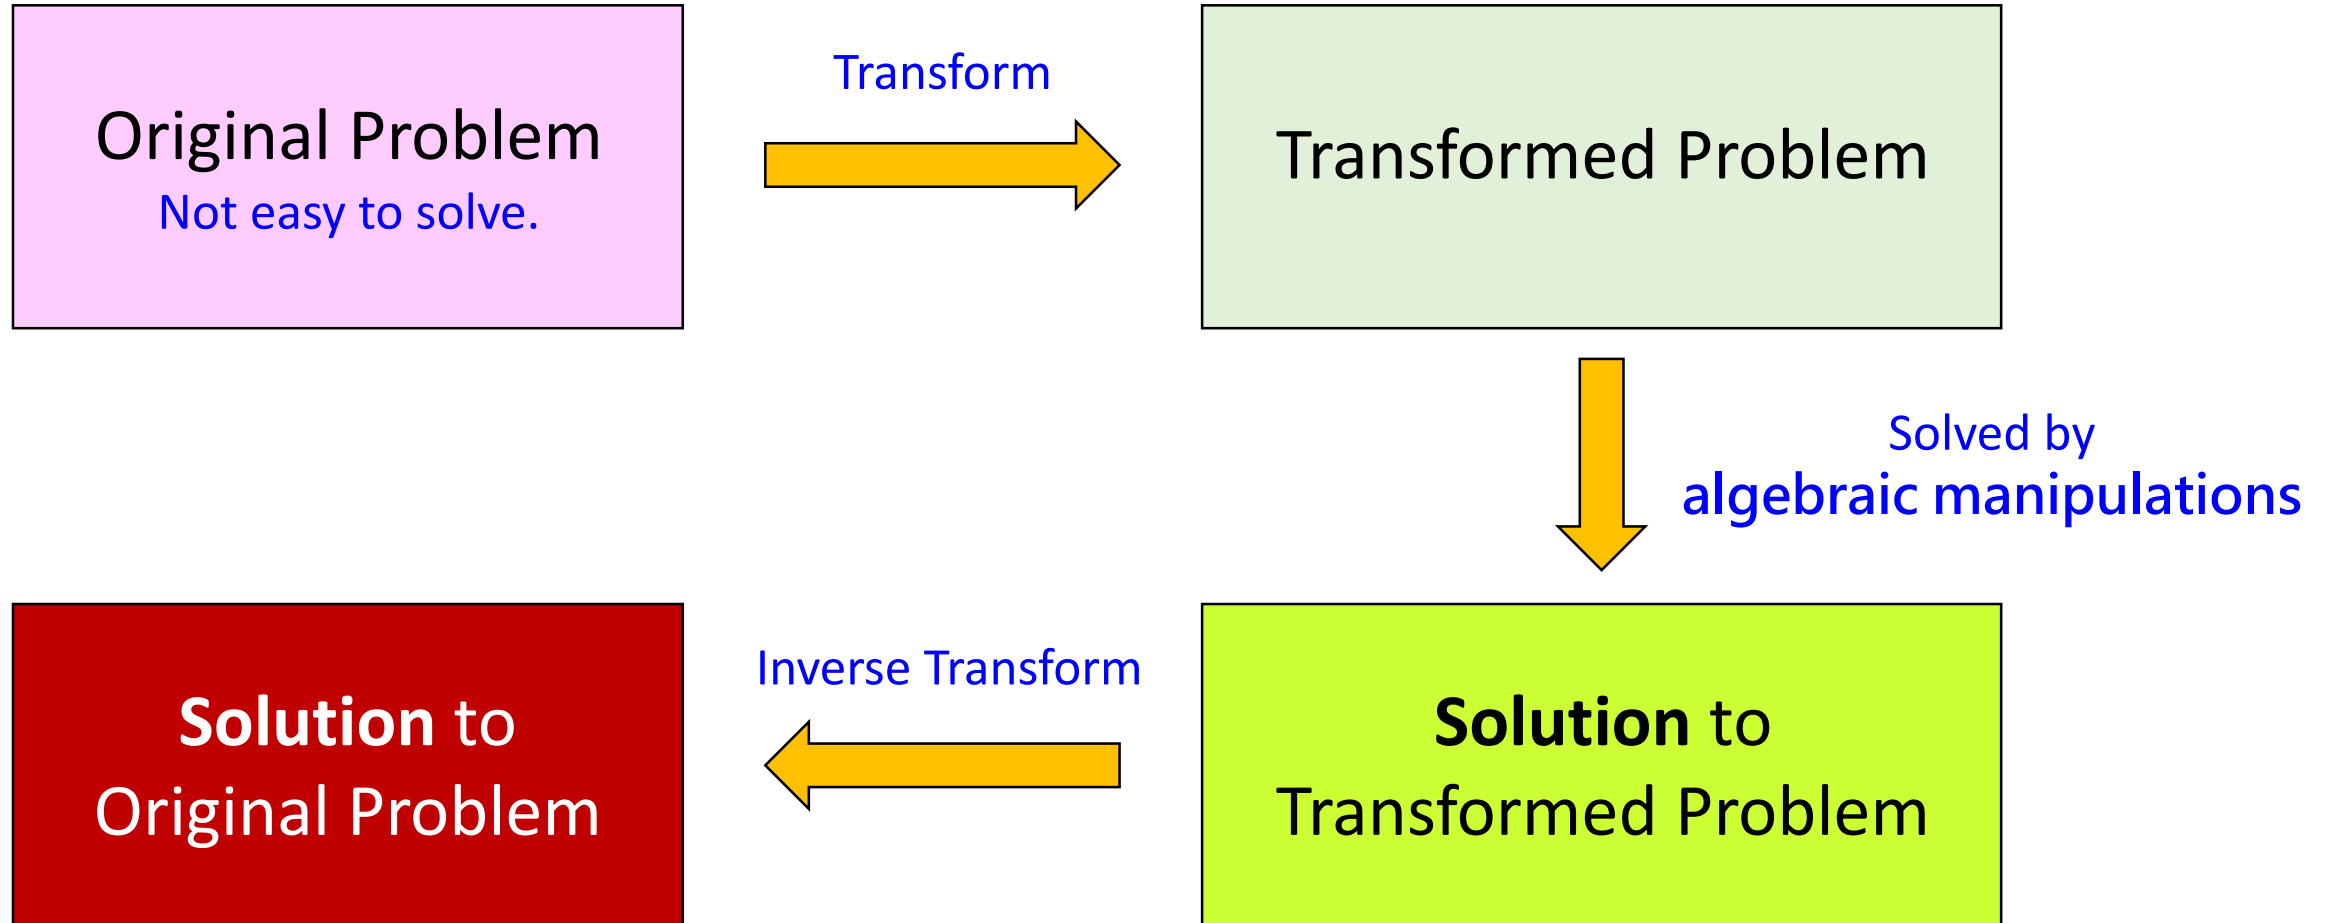 Original Problem
Not easy to solve.
Transform
Transformed Problem
Solved by
algebraic manipulations
Solution to
Transformed Problem
Inverse Transform
Solution to
Original Problem